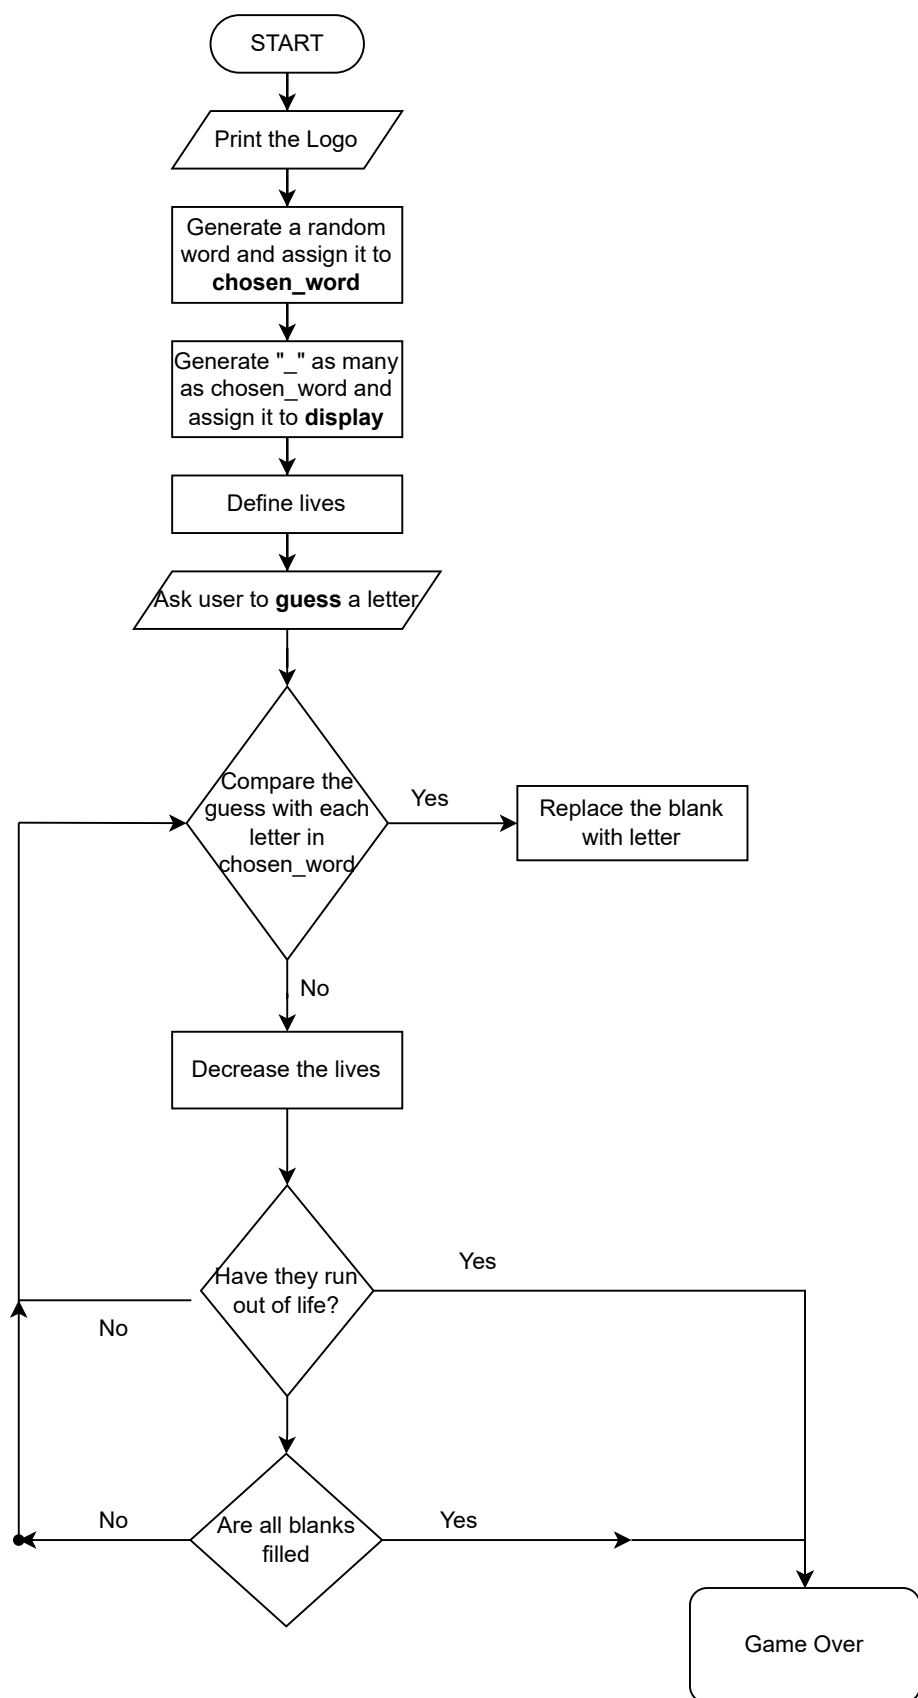 START
Print the Logo
Generate a random
word and assign it to
chosen_word
Generate "_" as many
as chosen_word and
assign it to display
Define lives
Ask user to guess a letter
Compare the
guess with each
letter in
chosen_word
Yes
Replace the blank
with letter
No
Decrease the lives
Have they run
out of life?
Yes
No
Are all blanks
filled
No
Yes
Game Over